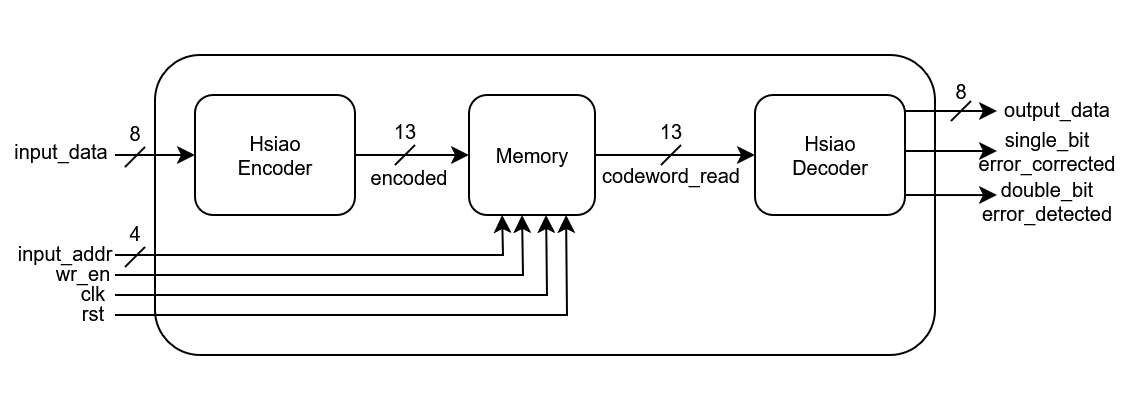 8
input_data
Hsiao
Encoder
13
encoded
Memory
13
codeword_read
Hsiao
Decoder
8
output_data
single_bit
error_corrected
double_bit
error_detected
4
input_addr
wr_en
clk
rst